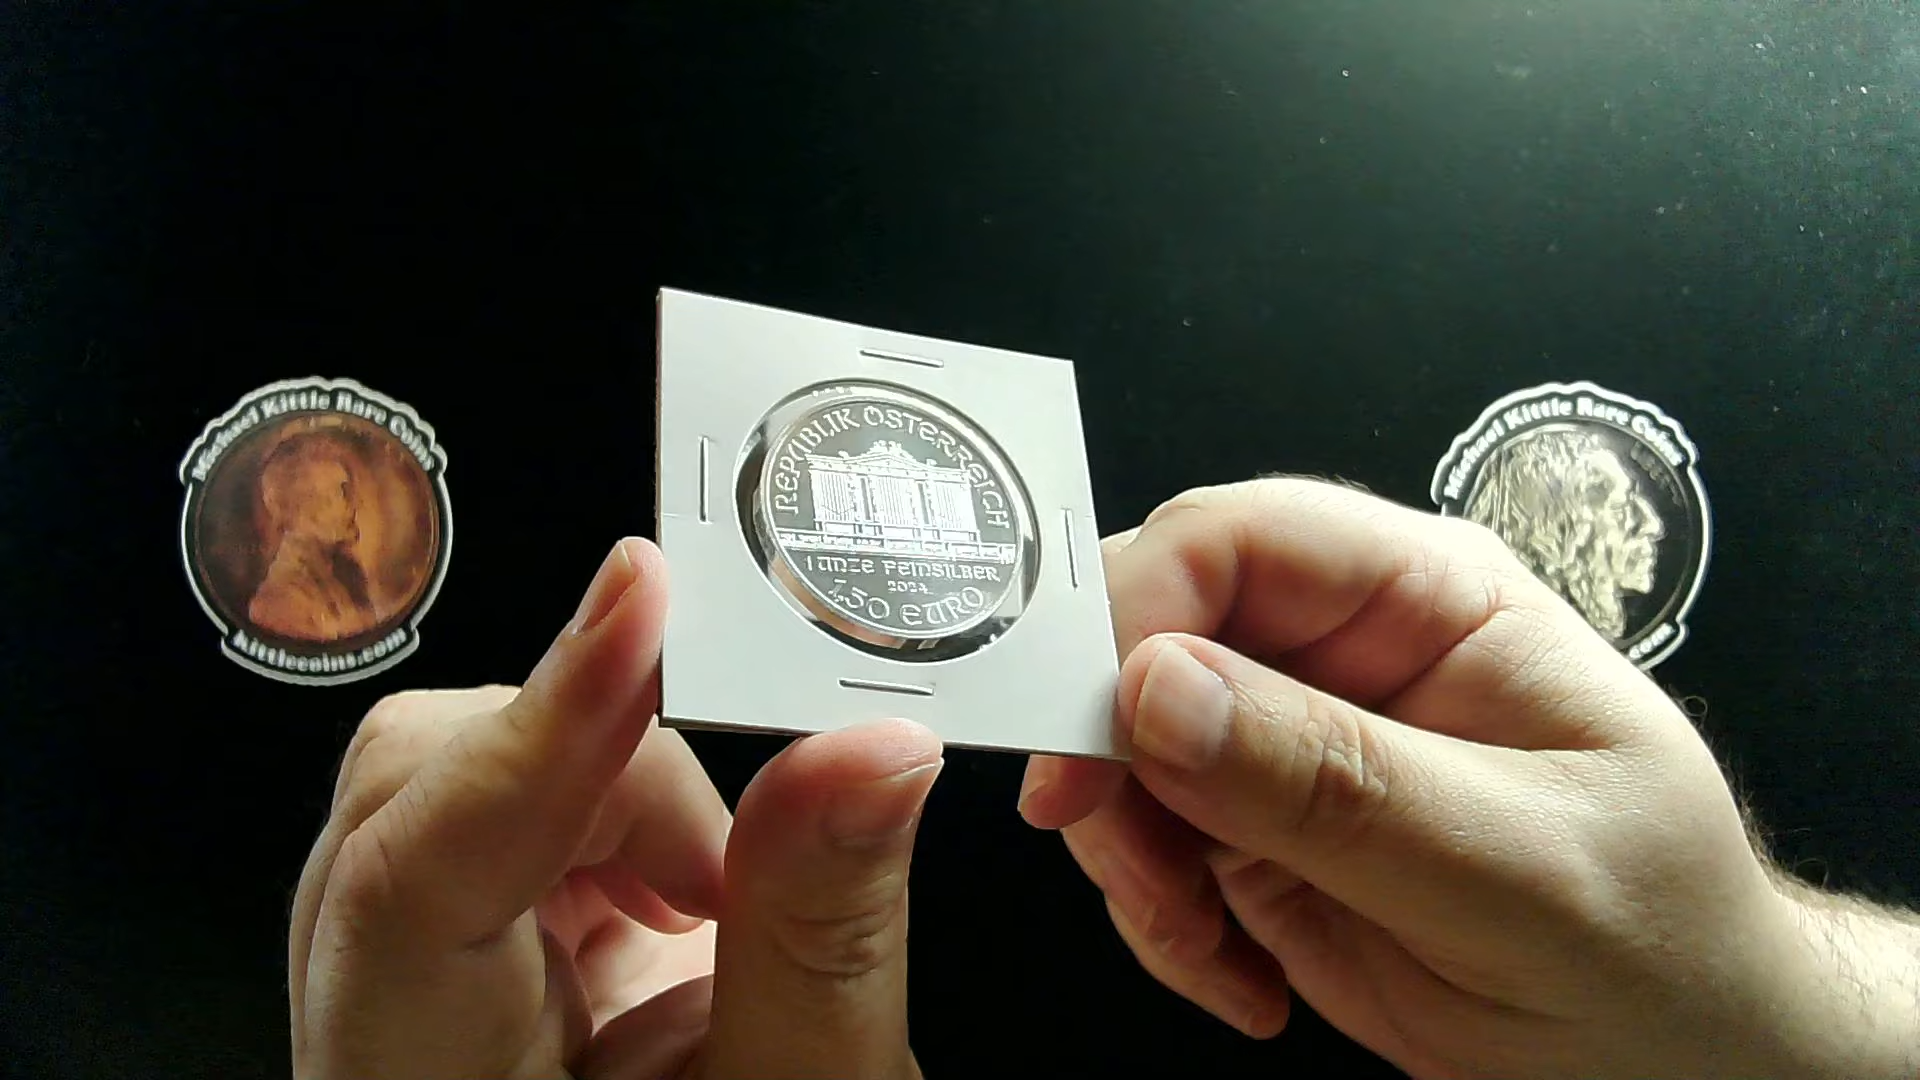 Michael Kittle Rare Coins
kittlecoins.com
REPUBLIK ÖSTERREICH
1 UNZE FEINSILBER
2024
1,50 EURO
Michael Kittle Rare Coins
.com